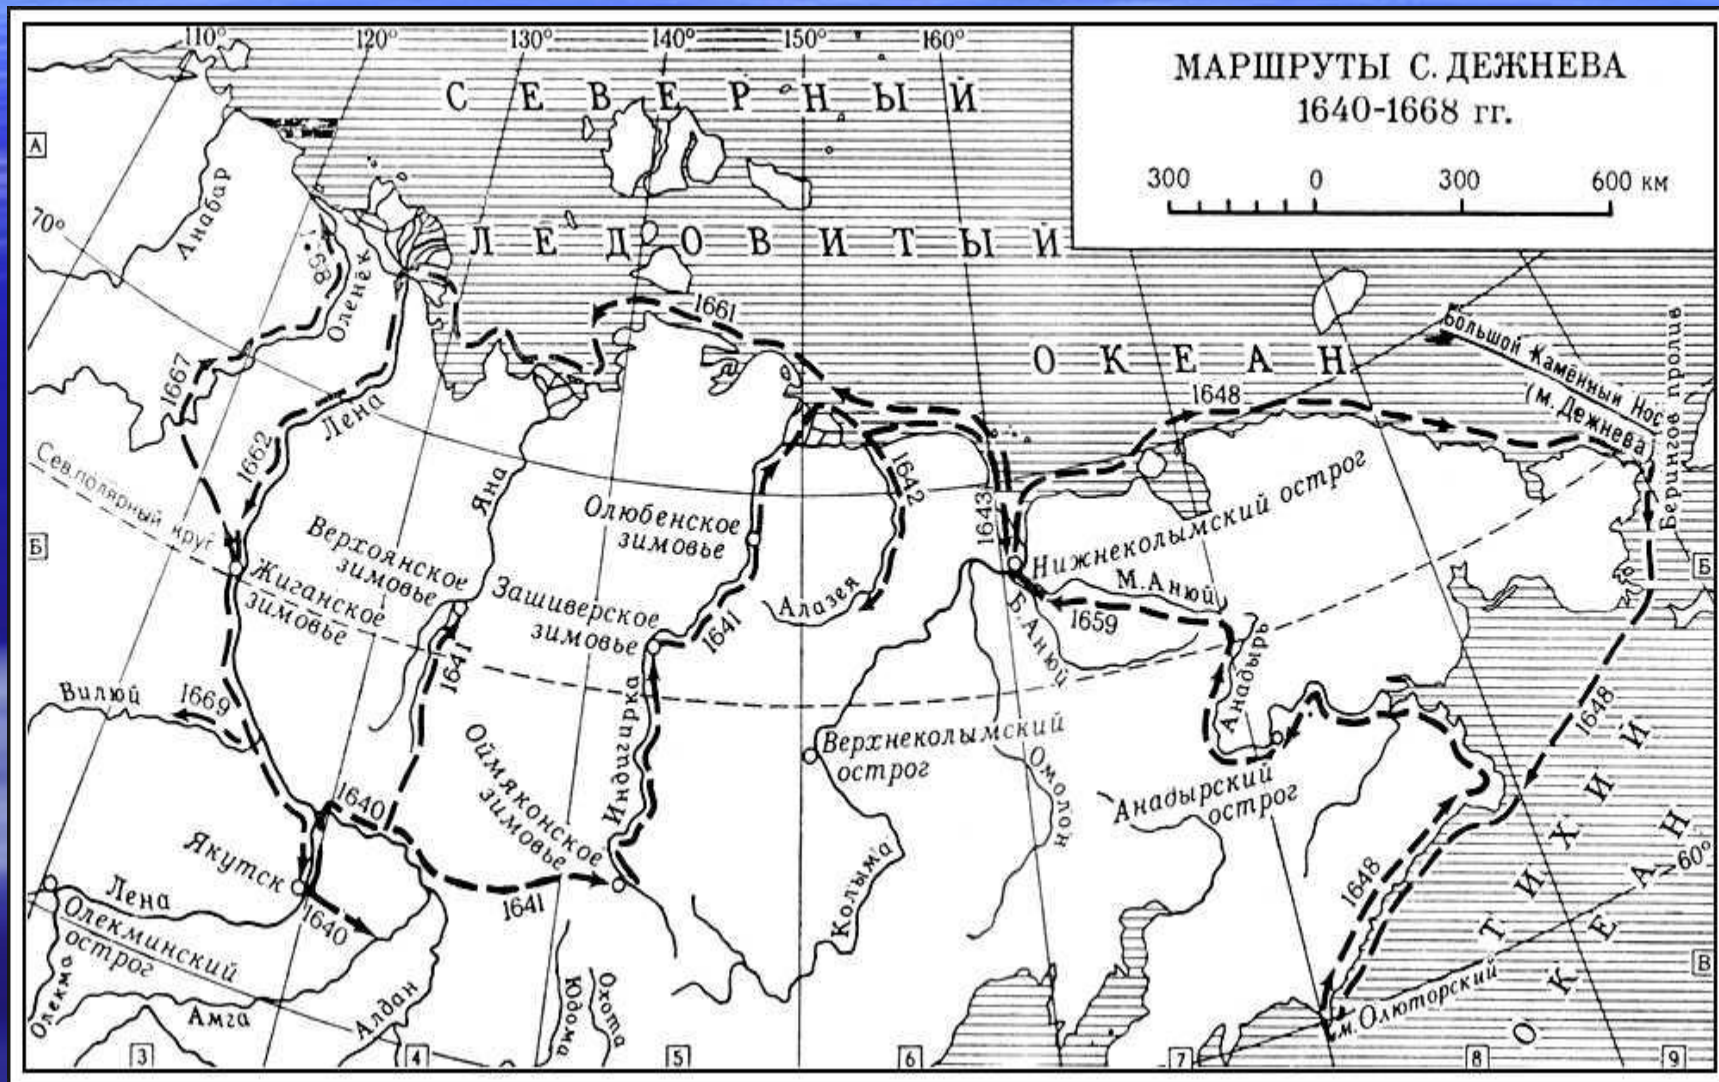 МАРШРУТЫ С. ДЕЖНЕВА
1640-1668 гг.
300 0 300 600 км
110° 120° 130° 140° 150° 160°
СЕВЕРНЫЙ
ЛЕДОВИТЫЙ
ОКЕАН
А
70°
Анабар
Оленёк
1661
1667
Лена
1662
Сев. полярный круг
Яна
1648
Большой Каменный Нос
(м. Дежнева)
Берингов пролив
Б
Верхоянское
зимовье
Жиганское
зимовье
Олюбенское
зимовье
Зашиверское
зимовье
1641
1641
Алазея
1642
1643
Нижнеколымский острог
М.Анюй
Б.Анюй
1659
Анадырь
Б
Вилюй
1669
1640
Якутск
Лена
1640
Олекминский
острог
Олекма
Амга
Алдан
Оймяконское
зимовье
1641
Индигирка
Юдома
Охота
Верхнеколымский
острог
Колыма
Омолон
Анадырский
острог
1648
1648
ТИХИЙ
ОКЕАН
60°
м.Олюторский
В
3 4 5 6 7 8 9